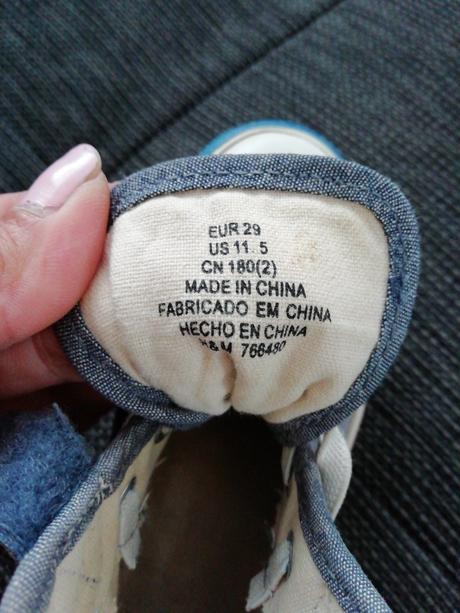 EUR 29
US 11 5
CN 180(2)
MADE IN CHINA
FABRICADO EM CHINA
HECHO EN CHINA
H&M 766480